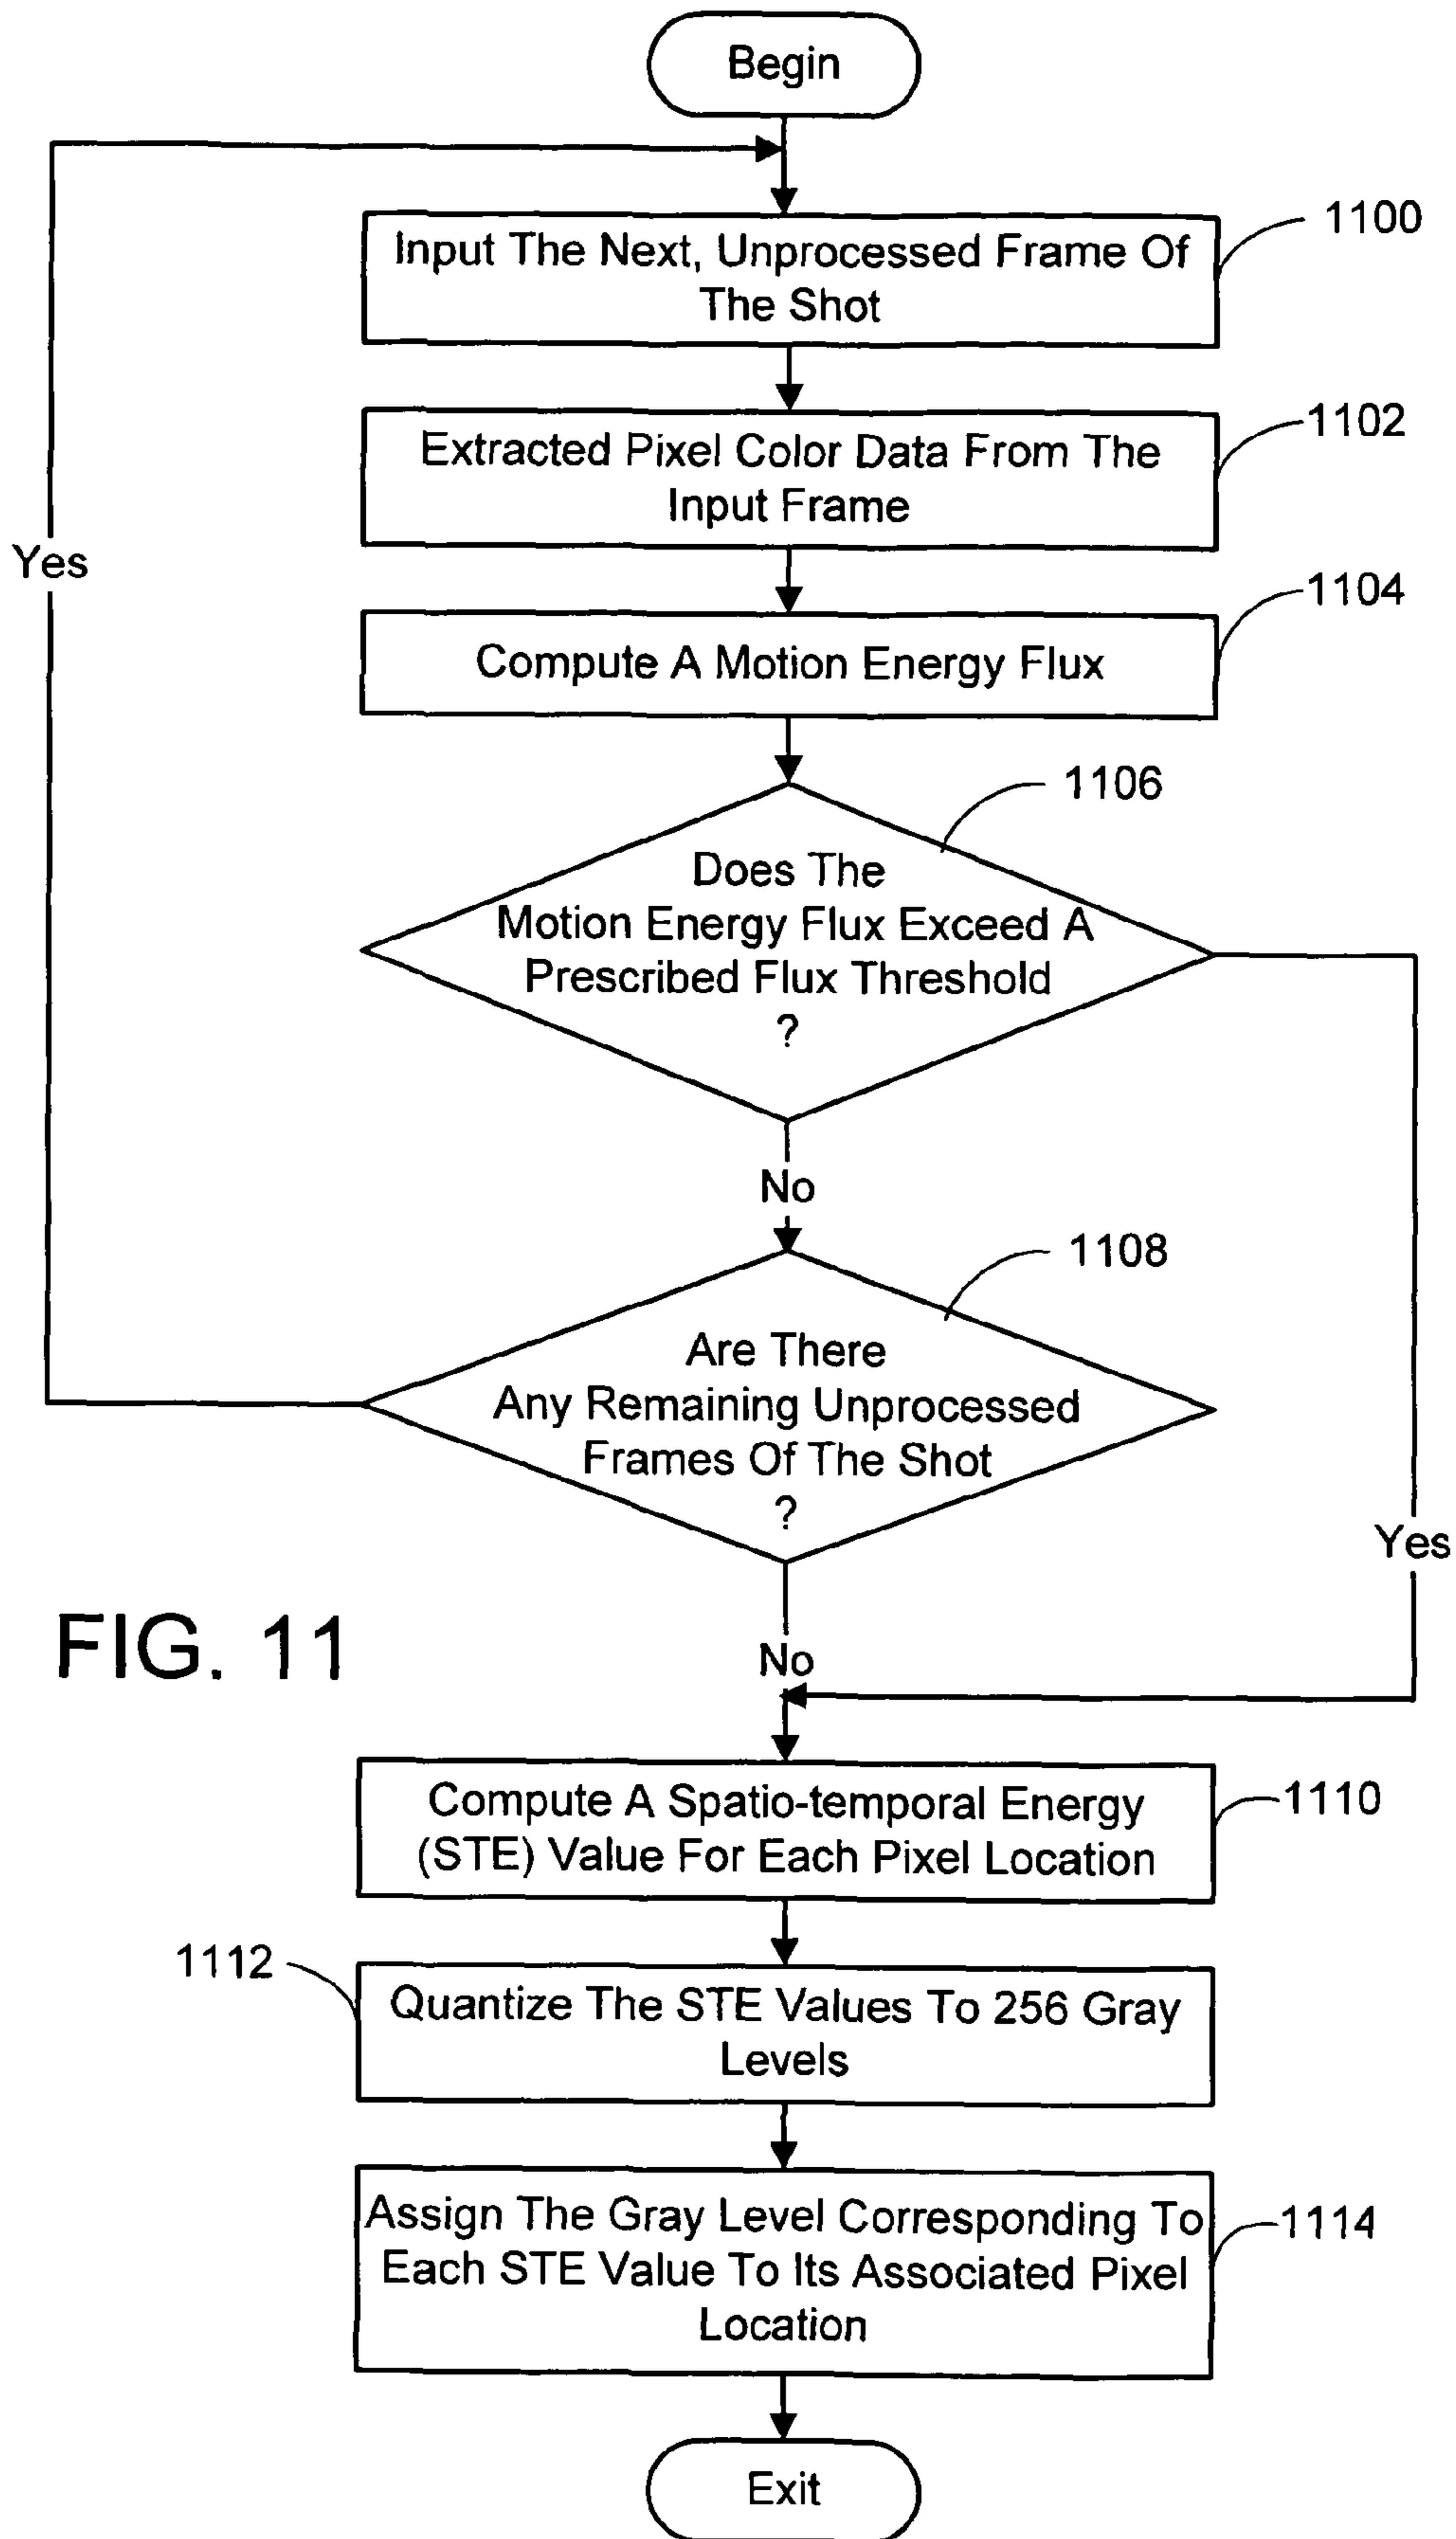 Begin
1100
Input The Next, Unprocessed Frame Of
The Shot
1102
Extracted Pixel Color Data From The
Input Frame
Yes
1104
Compute A Motion Energy Flux
1106
Does The
Motion Energy Flux Exceed A
Prescribed Flux Threshold
?
No
1108
Are There
Any Remaining Unprocessed
Frames Of The Shot
?
Yes
FIG. 11
No
Compute A Spatio-temporal Energy
(STE) Value For Each Pixel Location
1110
1112
Quantize The STE Values To 256 Gray
Levels
Assign The Gray Level Corresponding To
Each STE Value To Its Associated Pixel
Location
1114
Exit